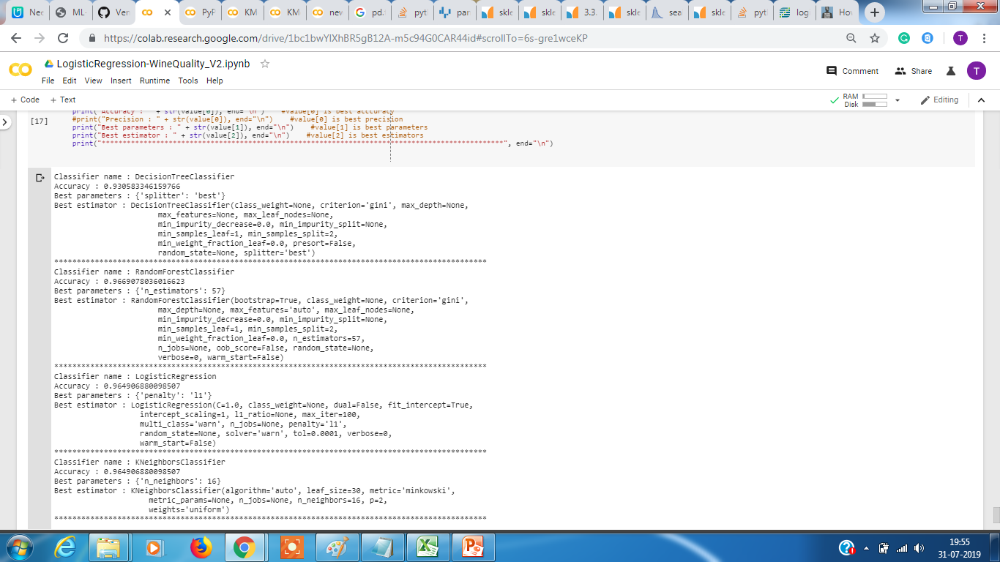 Nee
ML-
Ver
PyP
KM
KM
new
pd.
pyt
par
skle
skle
3.3.
skle
sea
skle
pyt
log
Hov
https://colab.research.google.com/drive/1bc1bwYIXhBR5gB12A-m5c94G0CAR44id#scrollTo=6s-gre1wceKP
T
LogisticRegression-WineQuality_V2.ipynb
File Edit View Insert Runtime Tools Help
Comment Share T
+ Code + Text
RAM
Disk
Editing
print("Accuracy : " + str(value[0]), end="\n") #value[0] is best acccuracy
[17] #print("Precision : " + str(value[0]), end="\n") #value[0] is best precision
print("Best parameters : " + str(value[1]), end="\n") #value[1] is best parameters
print("Best estimator : " + str(value[2]), end="\n") #value[2] is best estimators
print("*****************************************************************************************", end="\n")
Classifier name : DecisionTreeClassifier
Accuracy : 0.930583346159766
Best parameters : {'splitter': 'best'}
Best estimator : DecisionTreeClassifier(class_weight=None, criterion='gini', max_depth=None,
max_features=None, max_leaf_nodes=None,
min_impurity_decrease=0.0, min_impurity_split=None,
min_samples_leaf=1, min_samples_split=2,
min_weight_fraction_leaf=0.0, presort=False,
random_state=None, splitter='best')
*****************************************************************************************
Classifier name : RandomForestClassifier
Accuracy : 0.9669078036016623
Best parameters : {'n_estimators': 57}
Best estimator : RandomForestClassifier(bootstrap=True, class_weight=None, criterion='gini',
max_depth=None, max_features='auto', max_leaf_nodes=None,
min_impurity_decrease=0.0, min_impurity_split=None,
min_samples_leaf=1, min_samples_split=2,
min_weight_fraction_leaf=0.0, n_estimators=57,
n_jobs=None, oob_score=False, random_state=None,
verbose=0, warm_start=False)
*****************************************************************************************
Classifier name : LogisticRegression
Accuracy : 0.964906880098507
Best parameters : {'penalty': 'l1'}
Best estimator : LogisticRegression(C=1.0, class_weight=None, dual=False, fit_intercept=True,
intercept_scaling=1, l1_ratio=None, max_iter=100,
multi_class='warn', n_jobs=None, penalty='l1',
random_state=None, solver='warn', tol=0.0001, verbose=0,
warm_start=False)
*****************************************************************************************
Classifier name : KNeighborsClassifier
Accuracy : 0.964906880098507
Best parameters : {'n_neighbors': 16}
Best estimator : KNeighborsClassifier(algorithm='auto', leaf_size=30, metric='minkowski',
metric_params=None, n_jobs=None, n_neighbors=16, p=2,
weights='uniform')
*****************************************************************************************
19:55
31-07-2019